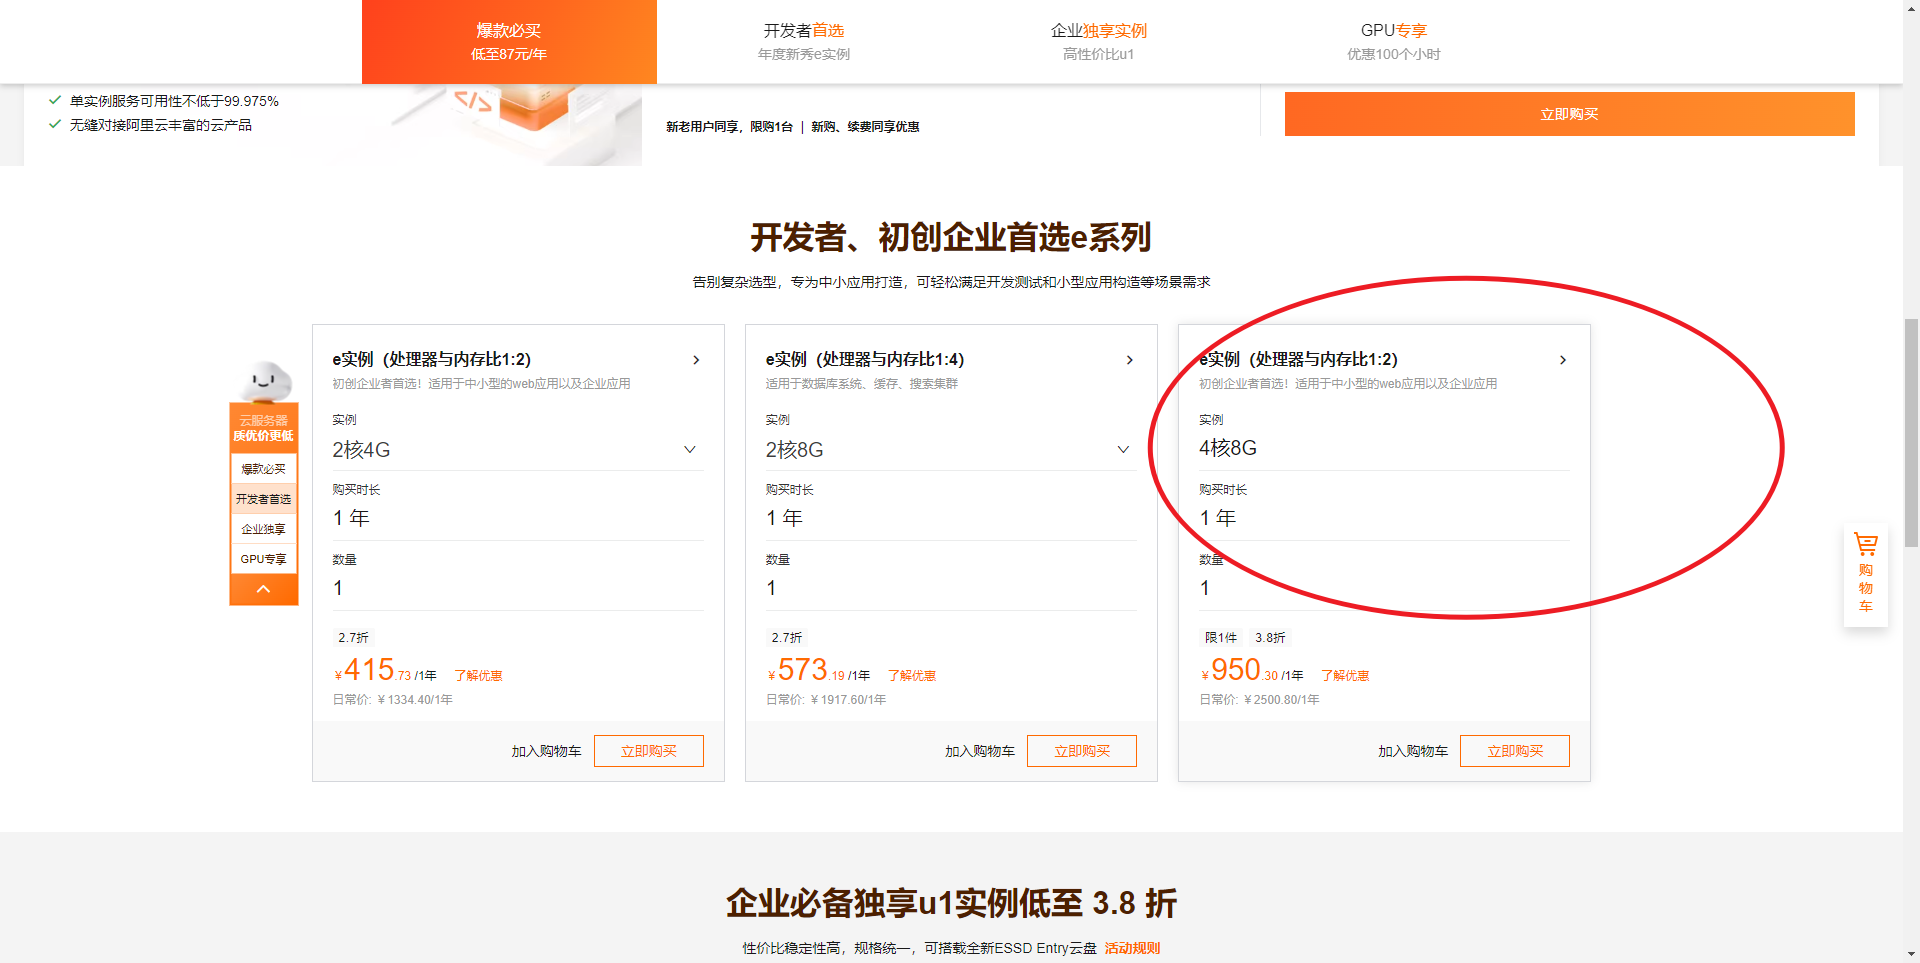 爆款必买
低至87元/年
开发者首选
年度新秀e实例
企业独享实例
高性价比u1
GPU专享
优惠100个小时
单实例服务可用性不低于99.975%
无缝对接阿里云丰富的云产品
</>
新老用户同享，限购1台 | 新购、续费同享优惠
立即购买
开发者、初创企业首选e系列
告别复杂选型，专为中小应用打造，可轻松满足开发测试和小型应用构造等场景需求
云服务器
质优价更低
爆款必买
开发者首选
企业独享
GPU专享
e实例（处理器与内存比1:2）
初创企业者首选！适用于中小型的web应用以及企业应用
实例
2核4G
购买时长
1 年
数量
1
2.7折
¥415.73 /1年 了解优惠
日常价: ¥1334.40/1年
加入购物车 立即购买
e实例（处理器与内存比1:4）
适用于数据库系统、缓存、搜索集群
实例
2核8G
购买时长
1 年
数量
1
2.7折
¥573.19 /1年 了解优惠
日常价: ¥1917.60/1年
加入购物车 立即购买
e实例（处理器与内存比1:2）
初创企业者首选！适用于中小型的web应用以及企业应用
实例
4核8G
购买时长
1 年
数量
1
限1件 3.8折
¥950.30 /1年 了解优惠
日常价: ¥2500.80/1年
加入购物车 立即购买
购
物
车
企业必备独享u1实例低至 3.8 折
性价比稳定性高，规格统一，可搭载全新ESSD Entry云盘 活动规则